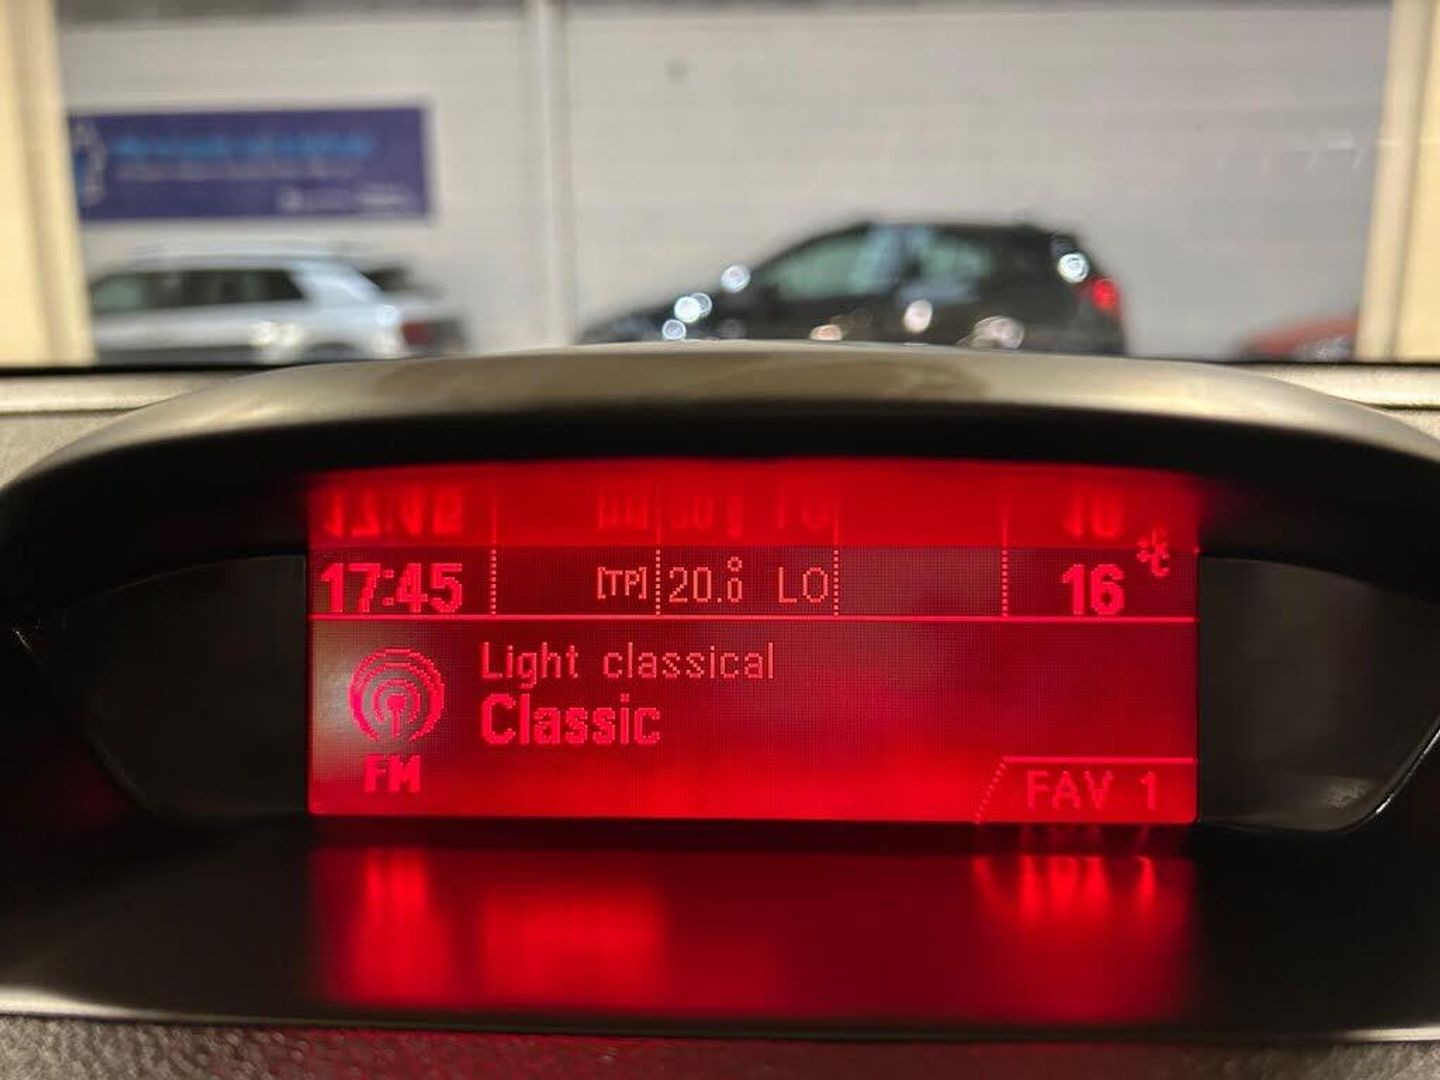 17:45 [TP] 20.0° LO 16 °C
Light classical
Classic
FM
FAV 1